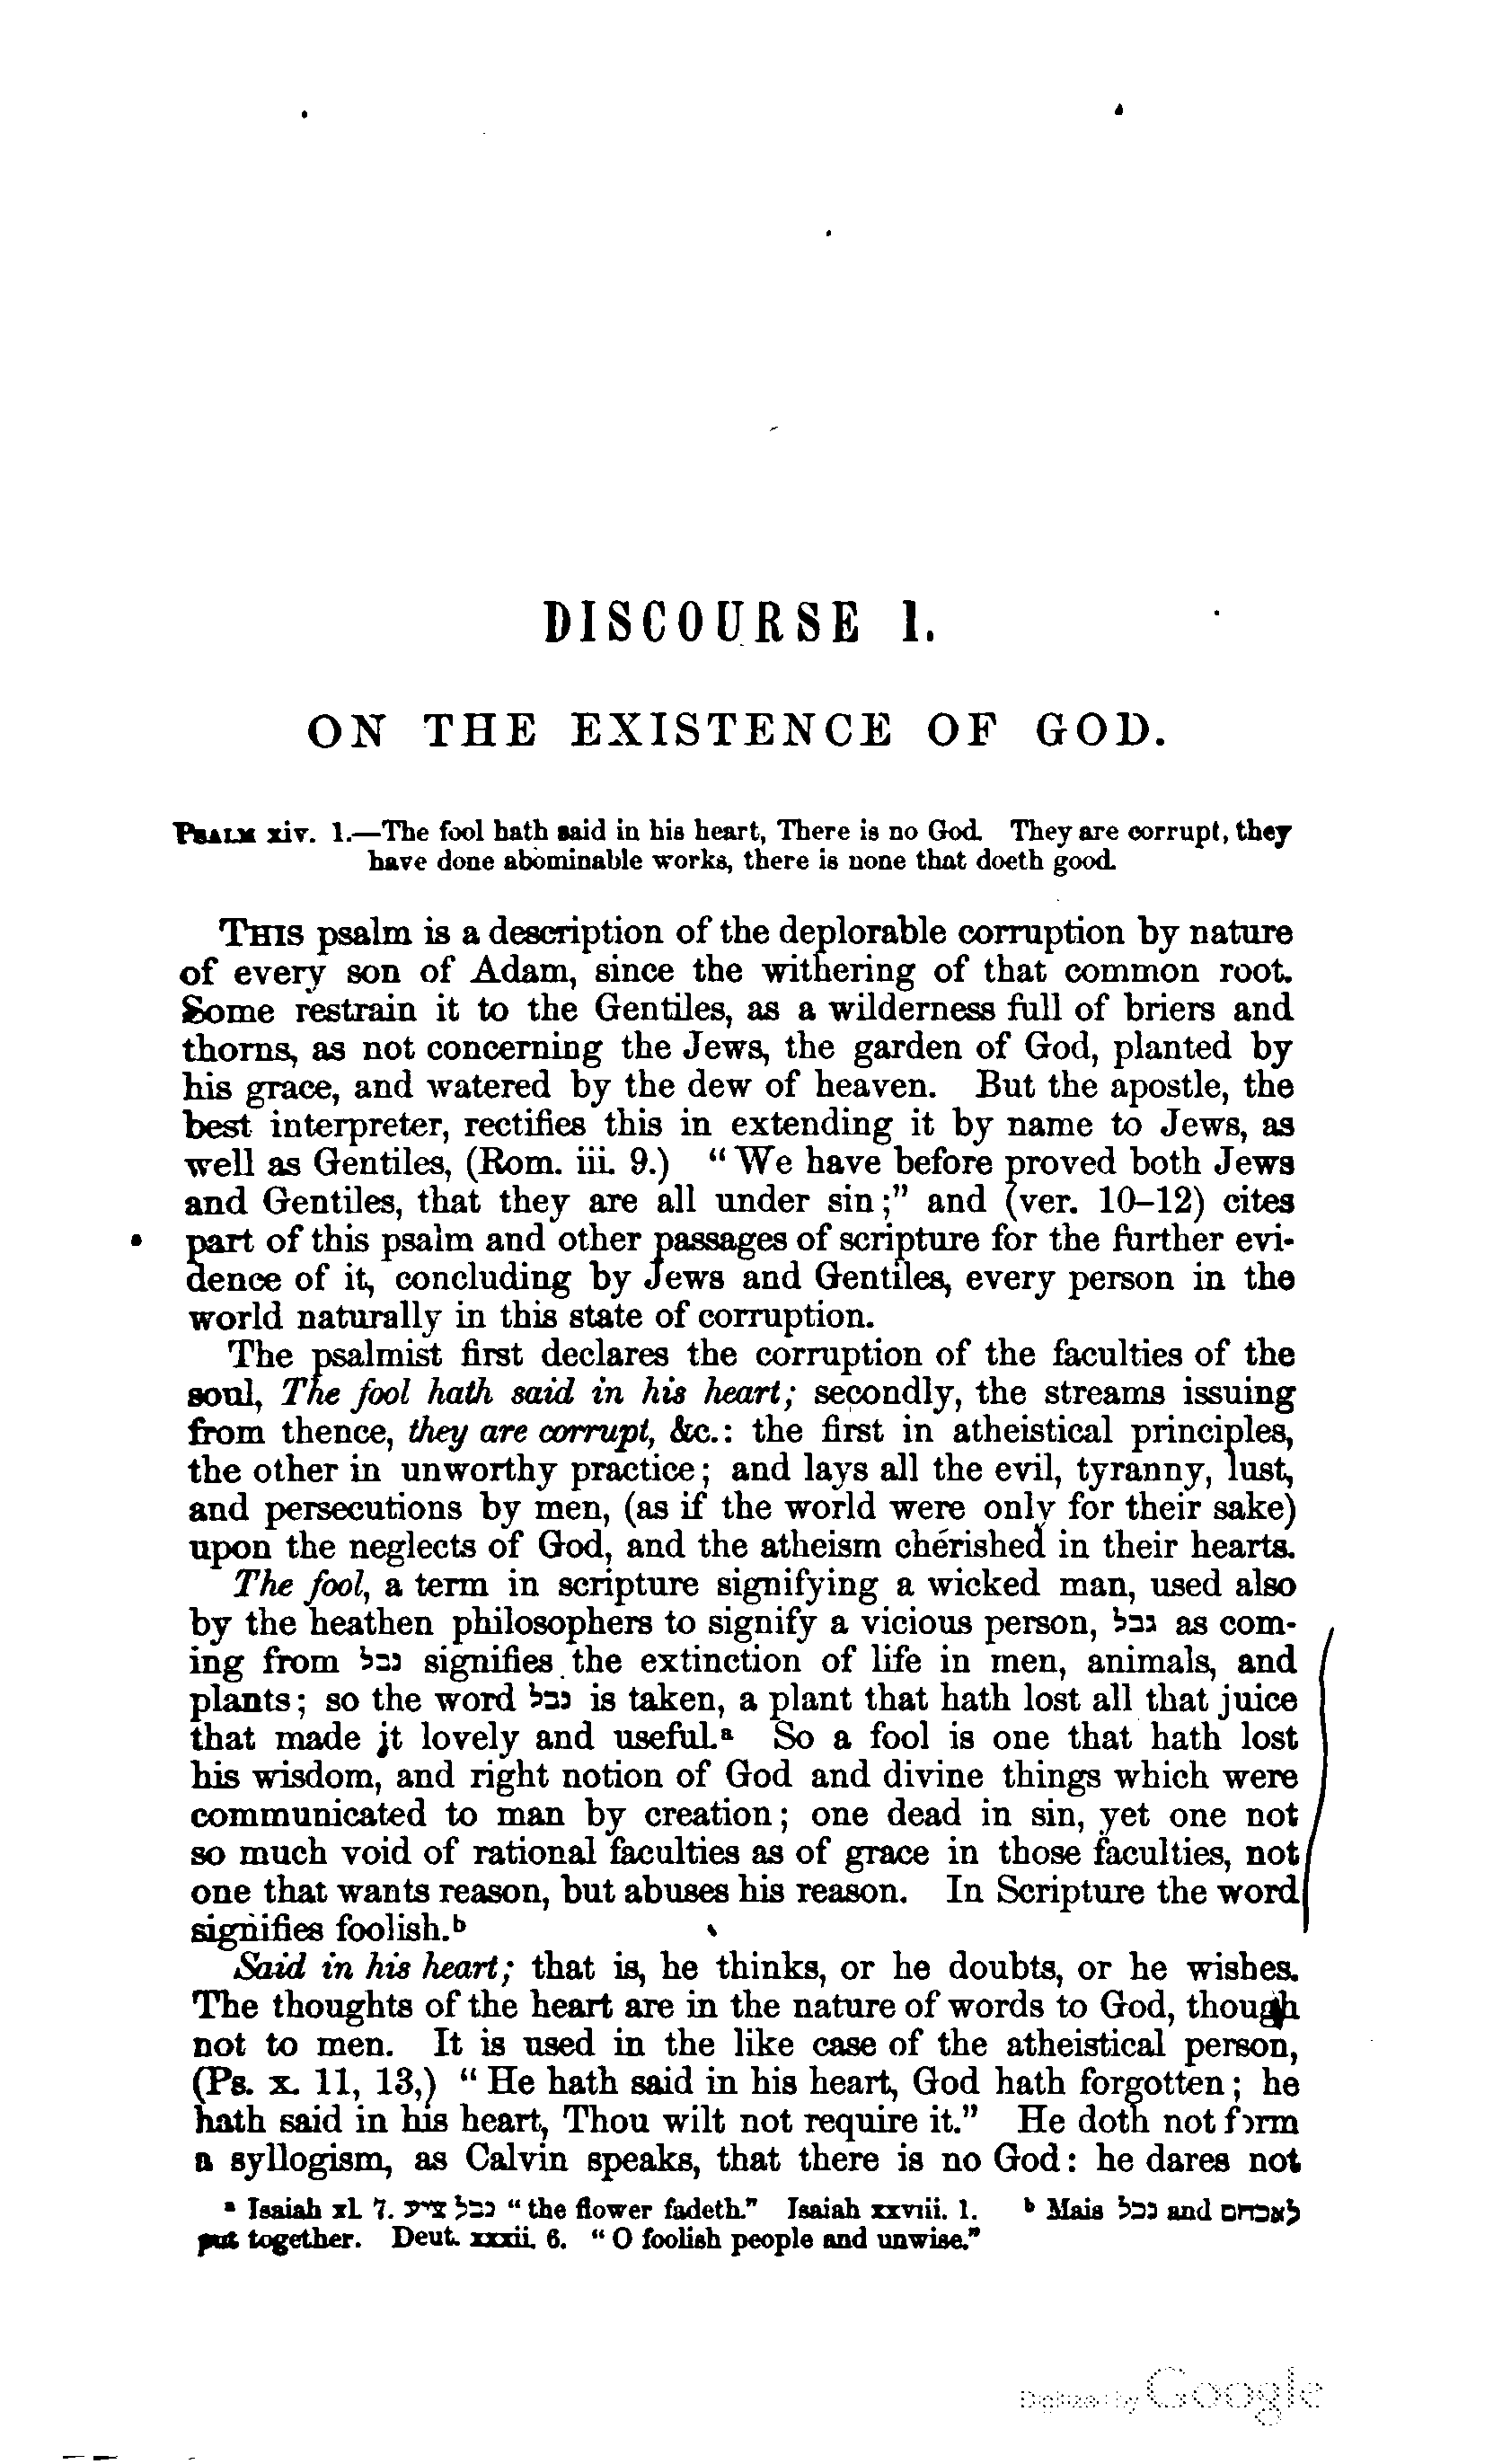 DISCOURSE I.
ON THE EXISTENCE OF GOD.
PSALM xiv. 1.—The fool hath said in his heart, There is no God. They are corrupt, they
have done abominable works, there is none that doeth good.
THIS psalm is a description of the deplorable corruption by nature
of every son of Adam, since the withering of that common root.
Some restrain it to the Gentiles, as a wilderness full of briers and
thorns, as not concerning the Jews, the garden of God, planted by
his grace, and watered by the dew of heaven. But the apostle, the
best interpreter, rectifies this in extending it by name to Jews, as
well as Gentiles, (Rom. iii. 9.) “We have before proved both Jews
and Gentiles, that they are all under sin;” and (ver. 10–12) cites
part of this psalm and other passages of scripture for the further evi-
dence of it, concluding by Jews and Gentiles, every person in the
world naturally in this state of corruption.
The psalmist first declares the corruption of the faculties of the
soul, The fool hath said in his heart; secondly, the streams issuing
from thence, they are corrupt, &c.: the first in atheistical principles,
the other in unworthy practice; and lays all the evil, tyranny, lust,
and persecutions by men, (as if the world were only for their sake)
upon the neglects of God, and the atheism cherished in their hearts.
The fool, a term in scripture signifying a wicked man, used also
by the heathen philosophers to signify a vicious person, נבל as com-
ing from נבל signifies the extinction of life in men, animals, and
plants; so the word נבל is taken, a plant that hath lost all that juice
that made it lovely and useful.a So a fool is one that hath lost
his wisdom, and right notion of God and divine things which were
communicated to man by creation; one dead in sin, yet one not
so much void of rational faculties as of grace in those faculties, not
one that wants reason, but abuses his reason. In Scripture the word
signifies foolish.b
Said in his heart; that is, he thinks, or he doubts, or he wishes.
The thoughts of the heart are in the nature of words to God, though
not to men. It is used in the like case of the atheistical person,
(Ps. x. 11, 13,) “He hath said in his heart, God hath forgotten; he
hath said in his heart, Thou wilt not require it.” He doth not form
a syllogism, as Calvin speaks, that there is no God: he dares not
a Isaiah xl. 7. נבל ציץ “the flower fadeth.” Isaiah xxviii. 1. b Mais נבל and לאכחם
put together. Deut. xxxii. 6. “O foolish people and unwise.”
Digitized by Google